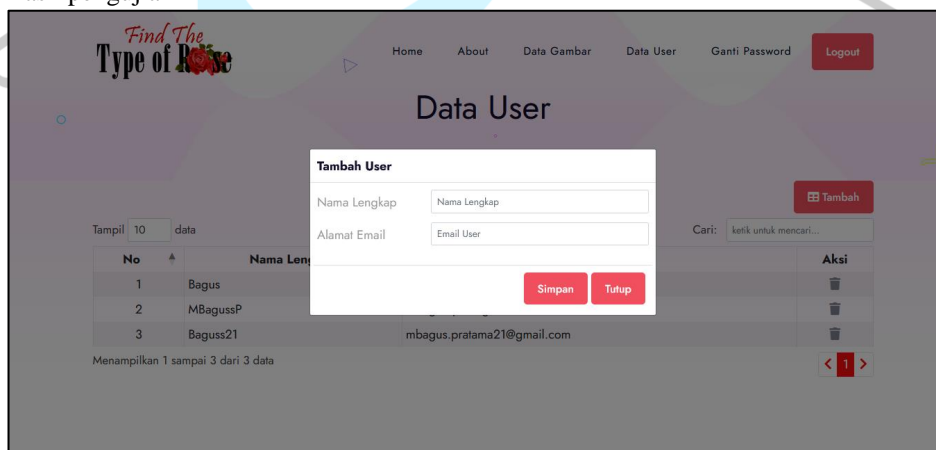 Find The
Type of Rose
Home About Data Gambar Data User Ganti Password Logout
Data User
Tambah User
Nama Lengkap Nama Lengkap
Alamat Email Email User
Simpan Tutup
Tambah
Tampil 10 data Cari: ketik untuk mencari...
No Nama Aksi
1 Bagus
2 MBagussP
3 Baguss21 mbagus.pratama21@gmail.com
Menampilkan 1 sampai 3 dari 3 data
1